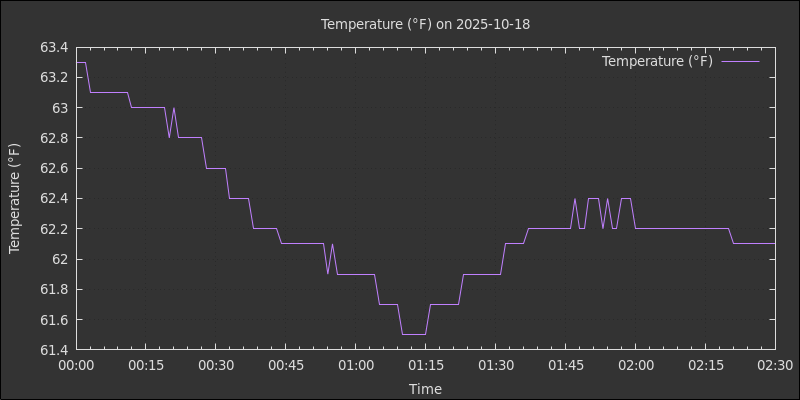 Temperature (°F) on 2025-10-18
Temperature (°F)
63.4
63.2
63
62.8
62.6
62.4
62.2
62
61.8
61.6
61.4
Temperature (°F)
00:00 00:15 00:30 00:45 01:00 01:15 01:30 01:45 02:00 02:15 02:30
Time